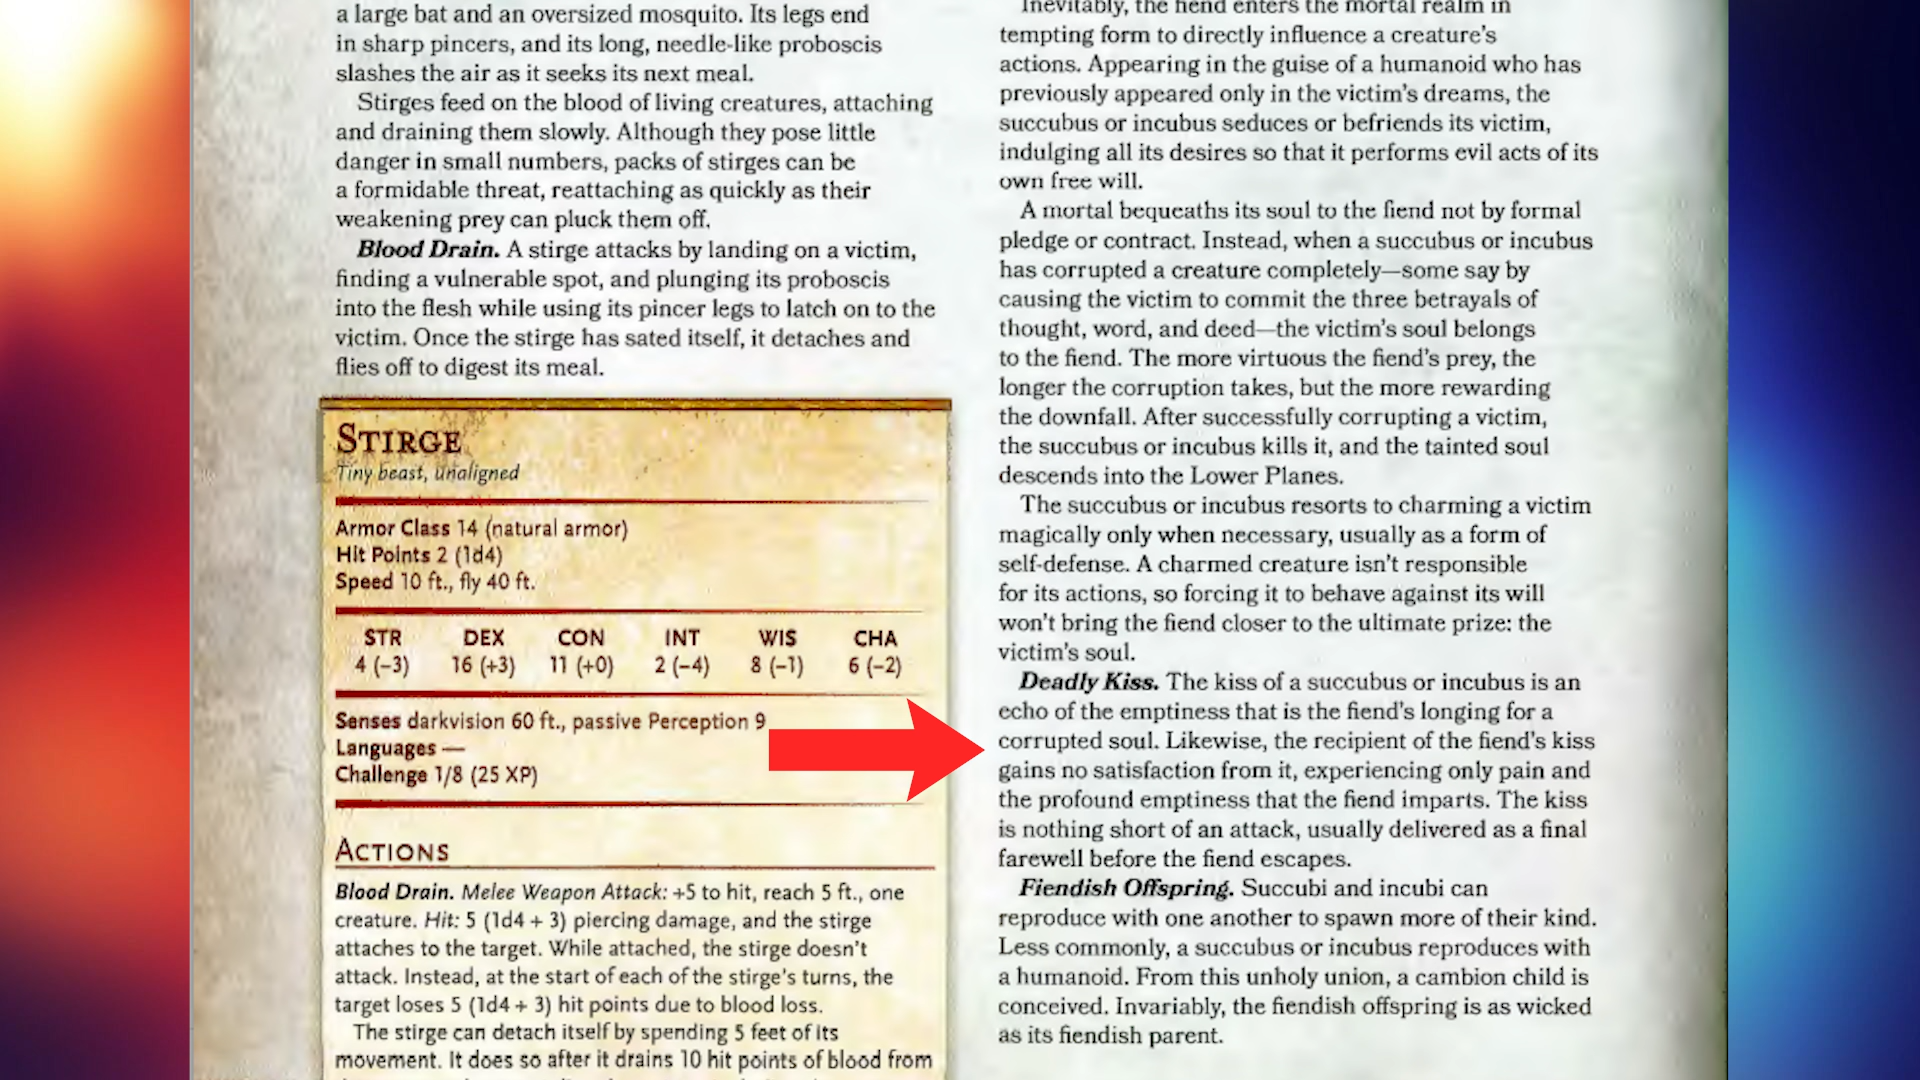 a large bat and an oversized mosquito. Its legs end
in sharp pincers, and its long, needle-like proboscis
slashes the air as it seeks its next meal.
Stirges feed on the blood of living creatures, attaching
and draining them slowly. Although they pose little
danger in small numbers, packs of stirges can be
a formidable threat, reattaching as quickly as their
weakening prey can pluck them off.
Blood Drain. A stirge attacks by landing on a victim,
finding a vulnerable spot, and plunging its proboscis
into the flesh while using its pincer legs to latch on to the
victim. Once the stirge has sated itself, it detaches and
flies off to digest its meal.
STIRGE
Tiny beast, unaligned
Armor Class 14 (natural armor)
Hit Points 2 (1d4)
Speed 10 ft., fly 40 ft.
STR DEX CON INT WIS CHA
4 (–3) 16 (+3) 11 (+0) 2 (–4) 8 (–1) 6 (–2)
Senses darkvision 60 ft., passive Perception 9
Languages —
Challenge 1/8 (25 XP)
ACTIONS
Blood Drain. Melee Weapon Attack: +5 to hit, reach 5 ft., one
creature. Hit: 5 (1d4 + 3) piercing damage, and the stirge
attaches to the target. While attached, the stirge doesn't
attack. Instead, at the start of each of the stirge's turns, the
target loses 5 (1d4 + 3) hit points due to blood loss.
The stirge can detach itself by spending 5 feet of its
movement. It does so after it drains 10 hit points of blood from
Inevitably, the fiend enters the mortal realm in
tempting form to directly influence a creature's
actions. Appearing in the guise of a humanoid who has
previously appeared only in the victim's dreams, the
succubus or incubus seduces or befriends its victim,
indulging all its desires so that it performs evil acts of its
own free will.
A mortal bequeaths its soul to the fiend not by formal
pledge or contract. Instead, when a succubus or incubus
has corrupted a creature completely—some say by
causing the victim to commit the three betrayals of
thought, word, and deed—the victim's soul belongs
to the fiend. The more virtuous the fiend's prey, the
longer the corruption takes, but the more rewarding
the downfall. After successfully corrupting a victim,
the succubus or incubus kills it, and the tainted soul
descends into the Lower Planes.
The succubus or incubus resorts to charming a victim
magically only when necessary, usually as a form of
self-defense. A charmed creature isn't responsible
for its actions, so forcing it to behave against its will
won't bring the fiend closer to the ultimate prize: the
victim's soul.
Deadly Kiss. The kiss of a succubus or incubus is an
echo of the emptiness that is the fiend's longing for a
corrupted soul. Likewise, the recipient of the fiend's kiss
gains no satisfaction from it, experiencing only pain and
the profound emptiness that the fiend imparts. The kiss
is nothing short of an attack, usually delivered as a final
farewell before the fiend escapes.
Fiendish Offspring. Succubi and incubi can
reproduce with one another to spawn more of their kind.
Less commonly, a succubus or incubus reproduces with
a humanoid. From this unholy union, a cambion child is
conceived. Invariably, the fiendish offspring is as wicked
as its fiendish parent.